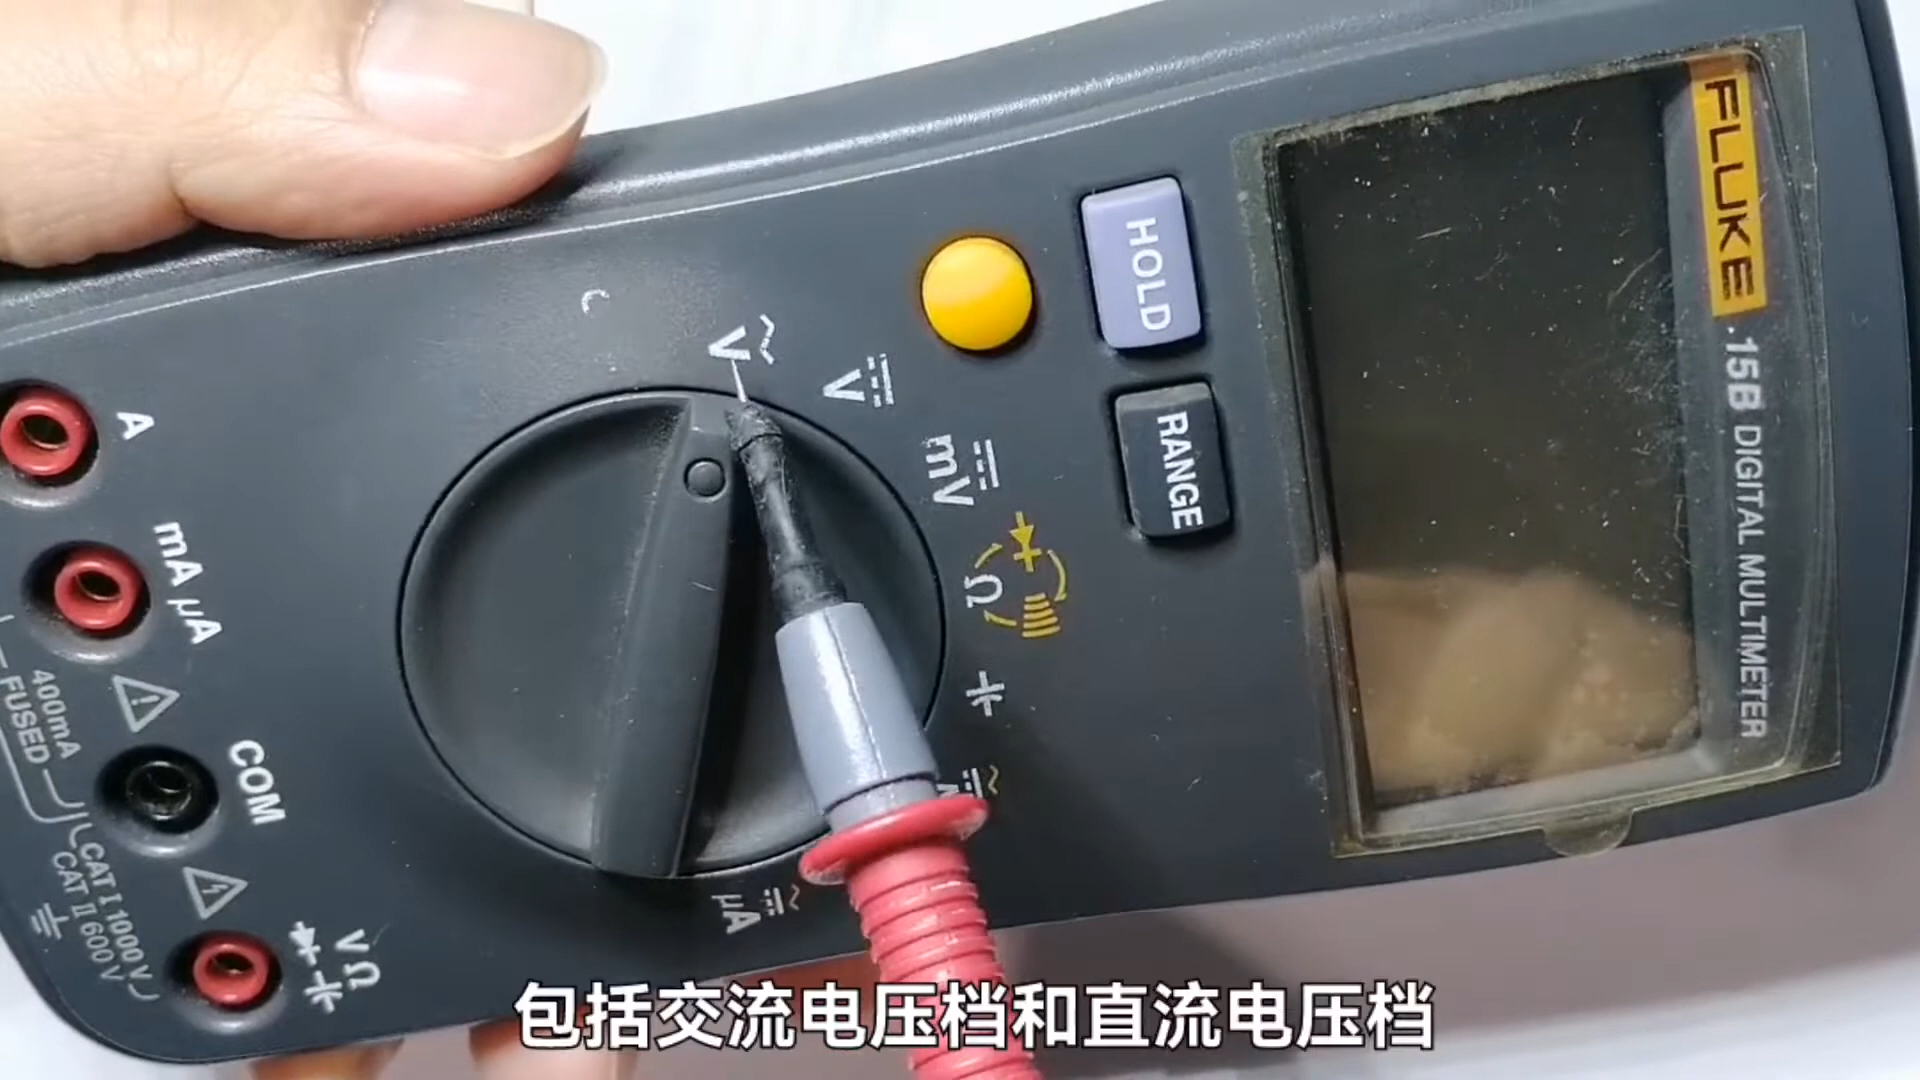 FLUKE
15B DIGITAL MULTIMETER
HOLD
RANGE
V
V
mV
Ω
μA
A
mA μA
COM
VΩ
400mA
FUSED
CAT I 1000V
CAT II 600V
包括交流电压档和直流电压档